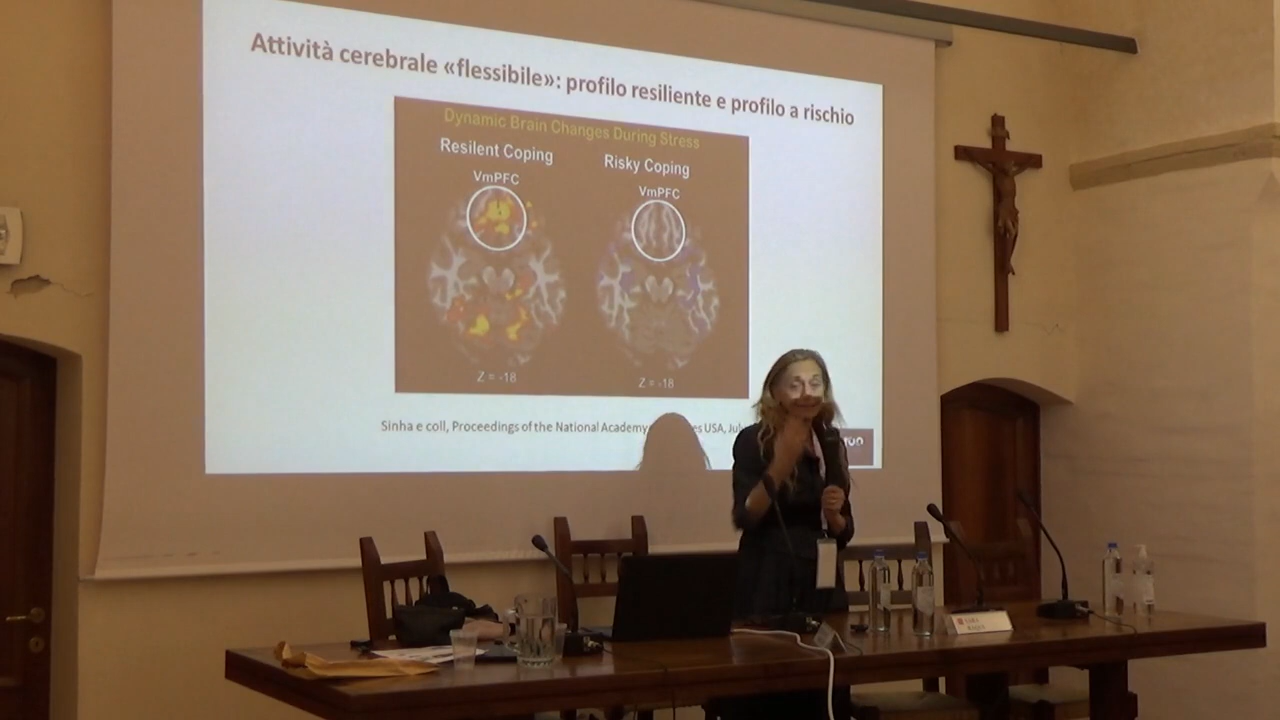 Attività cerebrale «flessibile»: profilo resiliente e profilo a rischio
Dynamic Brain Changes During Stress
Resilent Coping
Risky Coping
VmPFC
VmPFC
Z = -18
Z = -18
Sinha e coll, Proceedings of the National Academy USA,